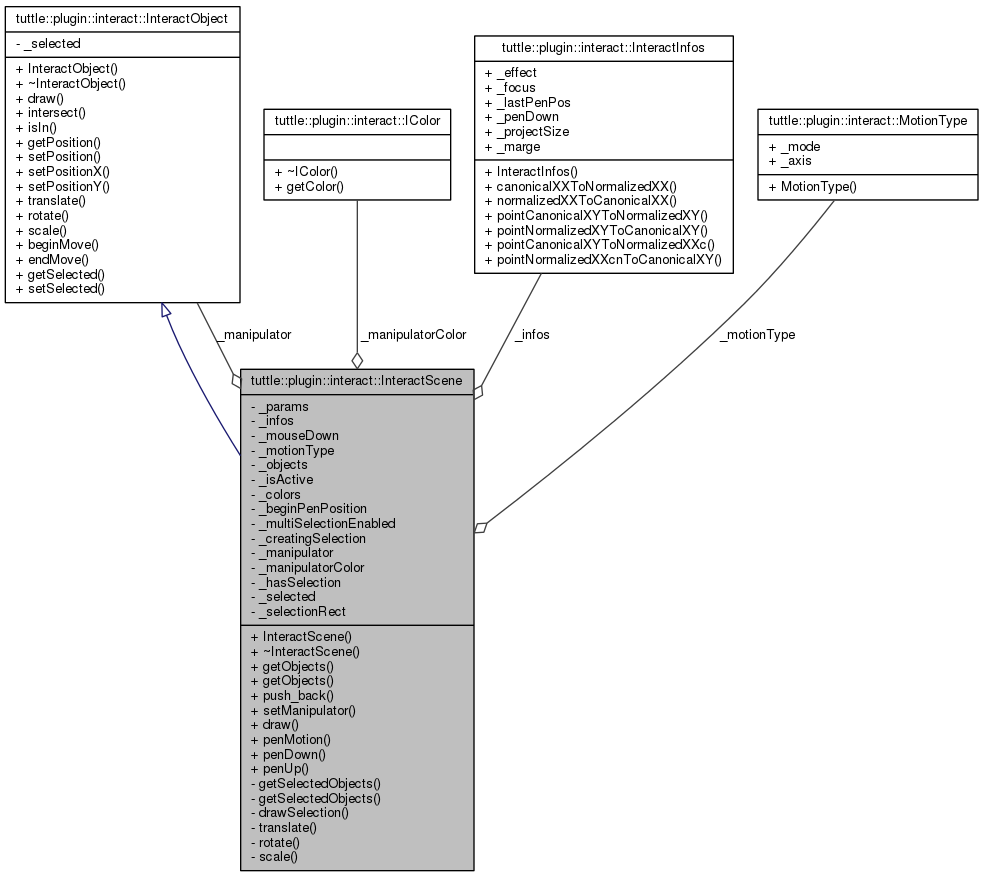 tuttle::plugin::interact::InteractObject
- _selected
+ InteractObject()
+ ~InteractObject()
+ draw()
+ intersect()
+ isIn()
+ getPosition()
+ setPosition()
+ setPositionX()
+ setPositionY()
+ translate()
+ rotate()
+ scale()
+ beginMove()
+ endMove()
+ getSelected()
+ setSelected()
tuttle::plugin::interact::IColor
+ ~IColor()
+ getColor()
tuttle::plugin::interact::InteractInfos
+ _effect
+ _focus
+ _lastPenPos
+ _penDown
+ _projectSize
+ _marge
+ InteractInfos()
+ canonicalXXToNormalizedXX()
+ normalizedXXToCanonicalXX()
+ pointCanonicalXYToNormalizedXY()
+ pointNormalizedXYToCanonicalXY()
+ pointCanonicalXYToNormalizedXXc()
+ pointNormalizedXXcnToCanonicalXY()
tuttle::plugin::interact::MotionType
+ _mode
+ _axis
+ MotionType()
_manipulator
_manipulatorColor
_infos
_motionType
tuttle::plugin::interact::InteractScene
- _params
- _infos
- _mouseDown
- _motionType
- _objects
- _isActive
- _colors
- _beginPenPosition
- _multiSelectionEnabled
- _creatingSelection
- _manipulator
- _manipulatorColor
- _hasSelection
- _selected
- _selectionRect
+ InteractScene()
+ ~InteractScene()
+ getObjects()
+ getObjects()
+ push_back()
+ setManipulator()
+ draw()
+ penMotion()
+ penDown()
+ penUp()
- getSelectedObjects()
- getSelectedObjects()
- drawSelection()
- translate()
- rotate()
- scale()